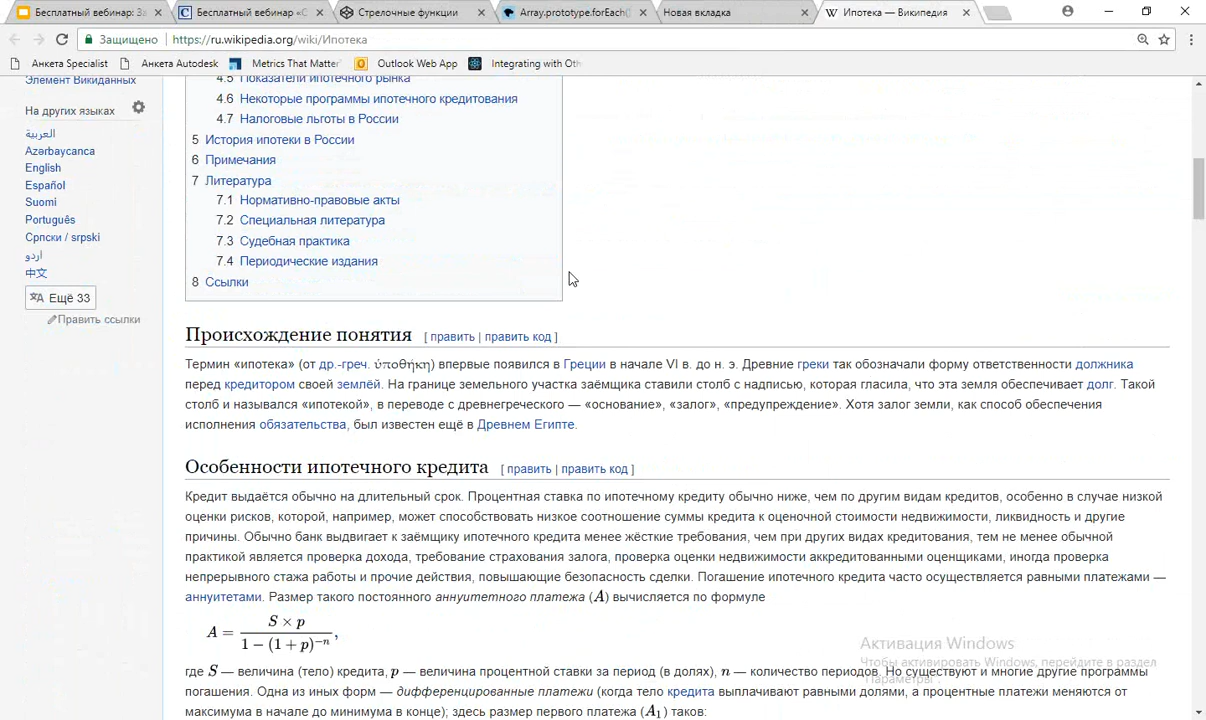 Бесплатный вебинар: За
Бесплатный вебинар «С
Стрелочные функции
Array.prototype.forEach()
Новая вкладка
Ипотека — Википедия
Защищено
https://ru.wikipedia.org/wiki/Ипотека
Анкета Specialist
Анкета Autodesk
Metrics That Matter
Outlook Web App
Integrating with Oth
Элемент Викиданных
На других языках
العربية
Azərbaycanca
English
Español
Suomi
Português
Српски / srpski
اردو
中文
Ещё 33
Править ссылки
4.5 Показатели ипотечного рынка
4.6 Некоторые программы ипотечного кредитования
4.7 Налоговые льготы в России
5 История ипотеки в России
6 Примечания
7 Литература
7.1 Нормативно-правовые акты
7.2 Специальная литература
7.3 Судебная практика
7.4 Периодические издания
8 Ссылки
Происхождение понятия [ править | править код ]
Термин «ипотека» (от др.-греч. ὑποθήκη) впервые появился в Греции в начале VI в. до н. э. Древние греки так обозначали форму ответственности должника
перед кредитором своей землёй. На границе земельного участка заёмщика ставили столб с надписью, которая гласила, что эта земля обеспечивает долг. Такой
столб и назывался «ипотекой», в переводе с древнегреческого — «основание», «залог», «предупреждение». Хотя залог земли, как способ обеспечения
исполнения обязательства, был известен ещё в Древнем Египте.
Особенности ипотечного кредита [ править | править код ]
Кредит выдаётся обычно на длительный срок. Процентная ставка по ипотечному кредиту обычно ниже, чем по другим видам кредитов, особенно в случае низкой
оценки рисков, которой, например, может способствовать низкое соотношение суммы кредита к оценочной стоимости недвижимости, ликвидность и другие
причины. Обычно банк выдвигает к заёмщику ипотечного кредита менее жёсткие требования, чем при других видах кредитования, тем не менее обычной
практикой является проверка дохода, требование страхования залога, проверка оценки недвижимости аккредитованными оценщиками, иногда проверка
непрерывного стажа работы и прочие действия, повышающие безопасность сделки. Погашение ипотечного кредита часто осуществляется равными платежами —
аннуитетами. Размер такого постоянного аннуитетного платежа (A) вычисляется по формуле
A = S × p / 1 − (1 + p)⁻ⁿ,
где S — величина (тело) кредита, p — величина процентной ставки за период (в долях), n — количество периодов. Но существуют и многие другие программы
погашения. Одна из иных форм — дифференцированные платежи (когда тело кредита выплачивают равными долями, а процентные платежи меняются от
максимума в начале до минимума в конце); здесь размер первого платежа (A₁) таков:
Активация Windows
Чтобы активировать Windows, перейдите в раздел
"Параметры".